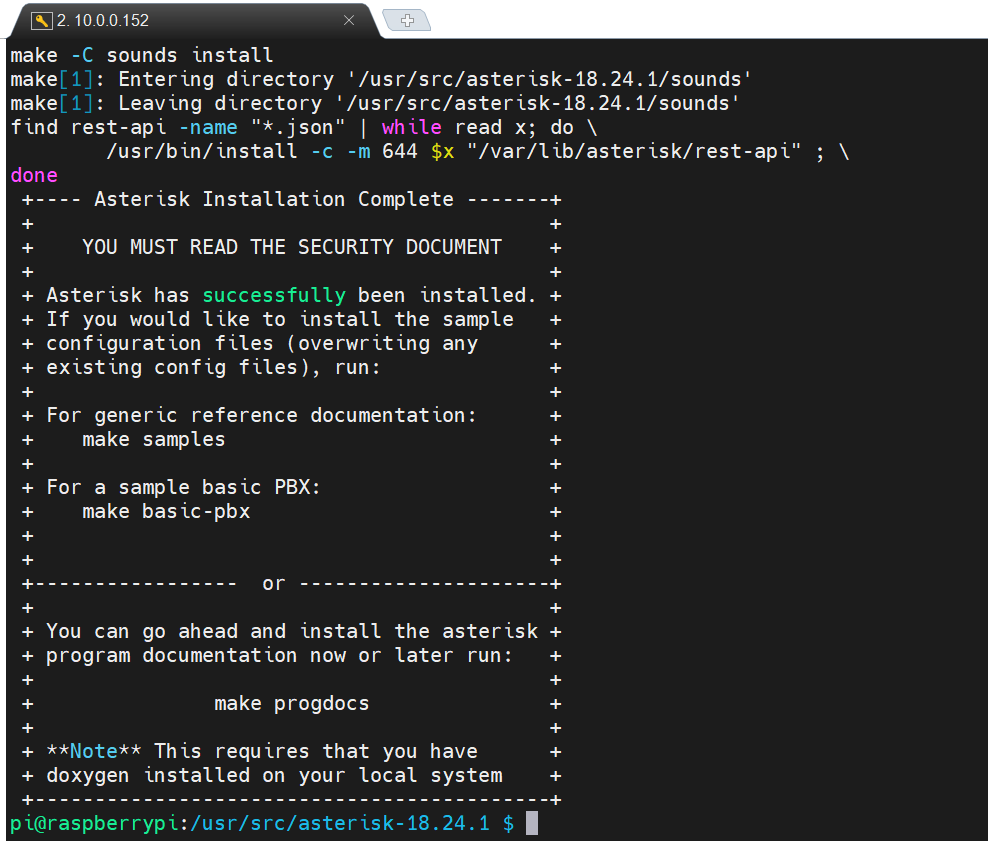 2. 10.0.0.152
make -C sounds install
make[1]: Entering directory '/usr/src/asterisk-18.24.1/sounds'
make[1]: Leaving directory '/usr/src/asterisk-18.24.1/sounds'
find rest-api -name "*.json" | while read x; do \
        /usr/bin/install -c -m 644 $x "/var/lib/asterisk/rest-api" ; \
done
 +---- Asterisk Installation Complete -------+
 +                                           +
 +    YOU MUST READ THE SECURITY DOCUMENT    +
 +                                           +
 + Asterisk has successfully been installed. +
 + If you would like to install the sample   +
 + configuration files (overwriting any      +
 + existing config files), run:              +
 +                                           +
 + For generic reference documentation:      +
 +    make samples                           +
 +                                           +
 + For a sample basic PBX:                   +
 +    make basic-pbx                         +
 +                                           +
 +                                           +
 +-----------------  or ---------------------+
 +                                           +
 + You can go ahead and install the asterisk +
 + program documentation now or later run:   +
 +                                           +
 +               make progdocs               +
 +                                           +
 + **Note** This requires that you have      +
 + doxygen installed on your local system    +
 +-------------------------------------------+
pi@raspberrypi:/usr/src/asterisk-18.24.1 $